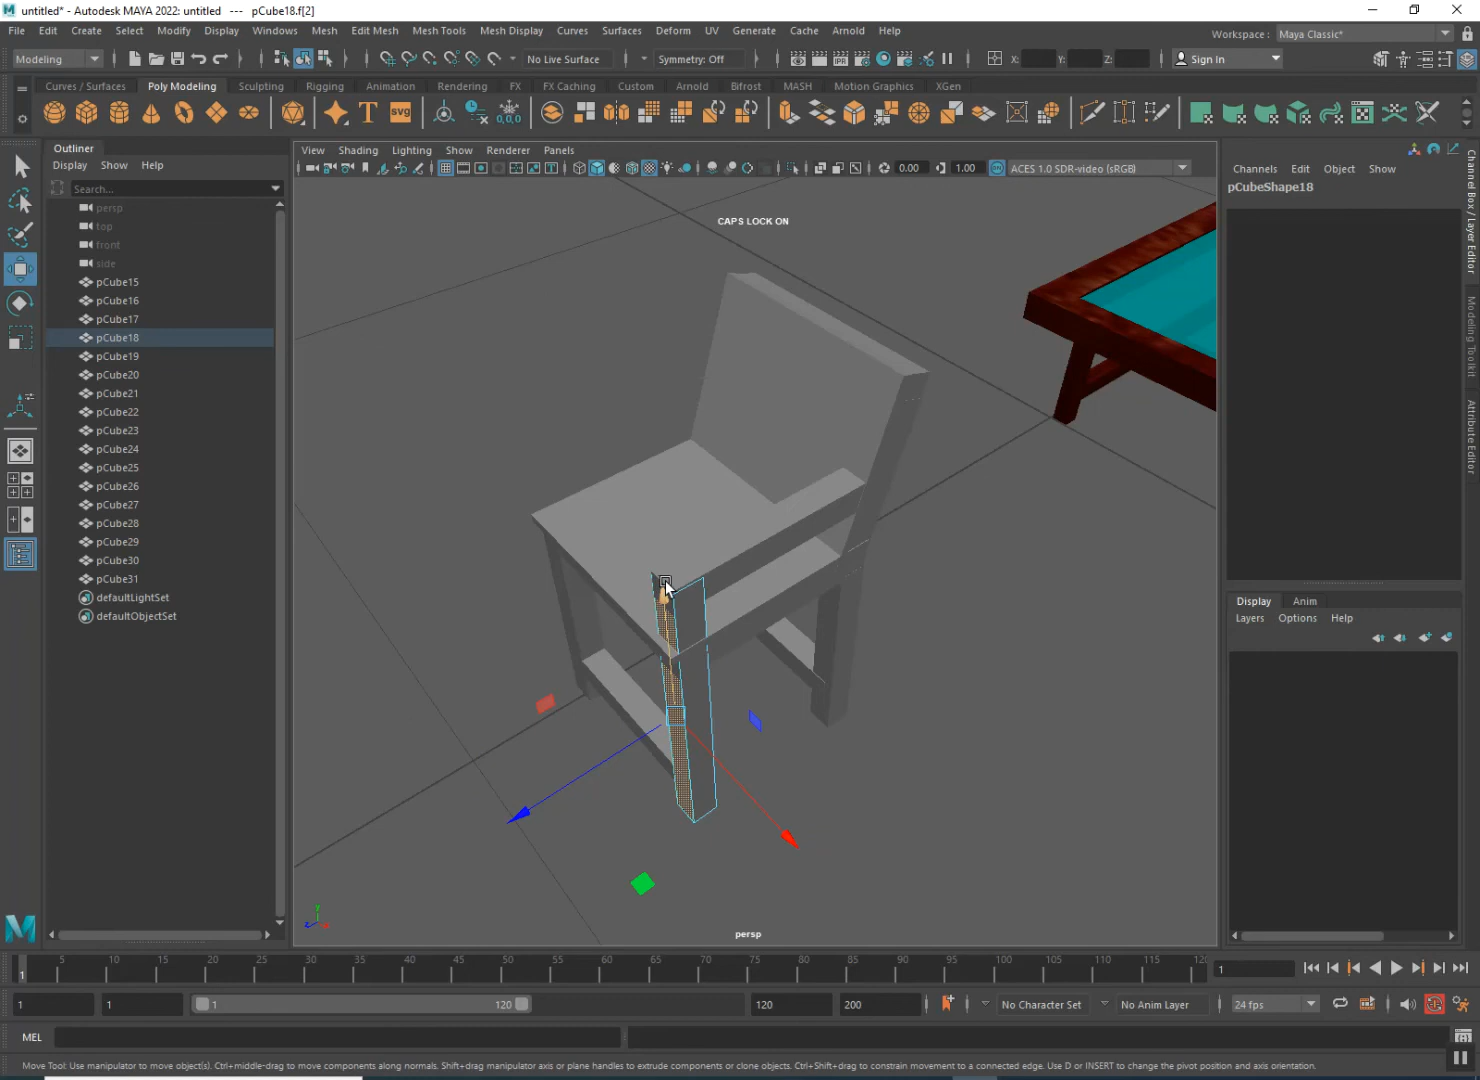 untitled* - Autodesk MAYA 2022: untitled   ---   pCube18.f[2]
File Edit Create Select Modify Display Windows Mesh Edit Mesh Mesh Tools Mesh Display Curves Surfaces Deform UV Generate Cache Arnold Help
Workspace : Maya Classic*
Modeling No Live Surface Symmetry: Off IPR X: Y: Z: Sign In
Curves / Surfaces Poly Modeling Sculpting Rigging Animation Rendering FX FX Caching Custom Arnold Bifrost MASH Motion Graphics XGen
T SVG 0,0,0
Outliner
Display Show Help
Search...
persp
top
front
side
pCube15
pCube16
pCube17
pCube18
pCube19
pCube20
pCube21
pCube22
pCube23
pCube24
pCube25
pCube26
pCube27
pCube28
pCube29
pCube30
pCube31
defaultLightSet
defaultObjectSet
View Shading Lighting Show Renderer Panels
0.00 1.00 ACES 1.0 SDR-video (sRGB)
CAPS LOCK ON
persp
Channels Edit Object Show
pCubeShape18
Channel Box / Layer Editor
Modeling Toolkit
Attribute Editor
Display Anim
Layers Options Help
1 5 10 15 20 25 30 35 40 45 50 55 60 65 70 75 80 85 90 95 100 105 110 115 120
1
1 1 1 120 120 200 No Character Set No Anim Layer 24 fps
MEL
Move Tool: Use manipulator to move object(s). Ctrl+middle-drag to move components along normals. Shift+drag manipulator axis or plane handles to extrude components or clone objects. Ctrl+Shift+drag to constrain movement to a connected edge. Use D or INSERT to change the pivot position and axis orientation.